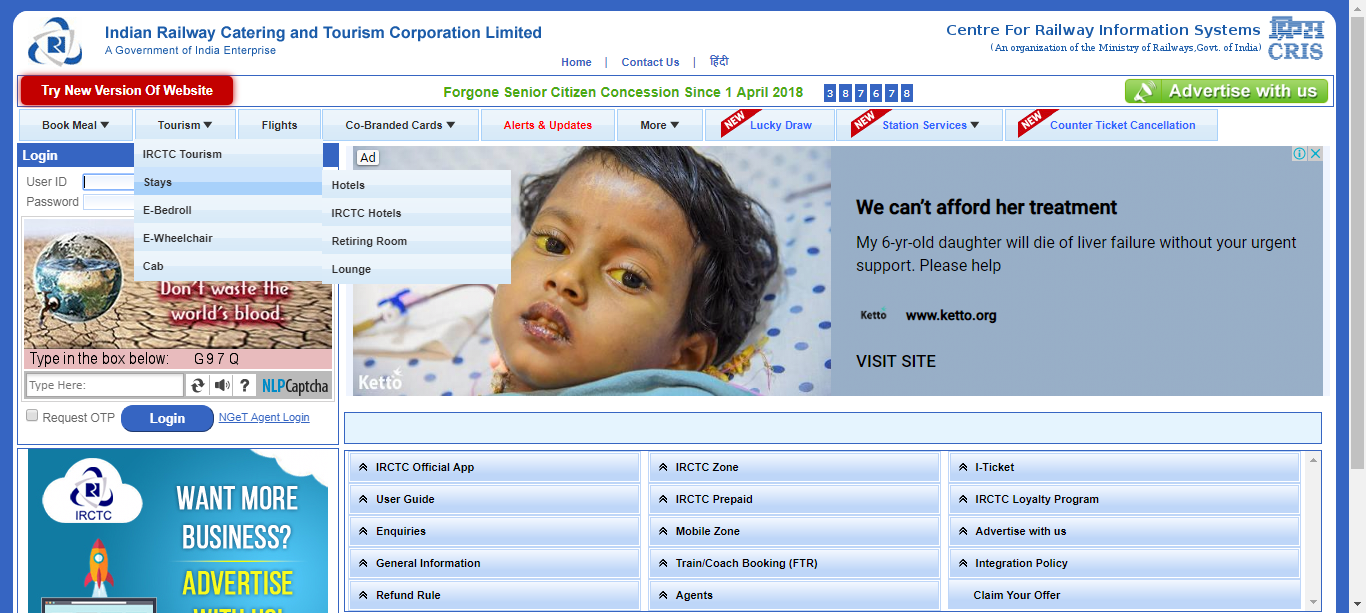 Indian Railway Catering and Tourism Corporation Limited
A Government of India Enterprise
Centre For Railway Information Systems
(An organization of the Ministry of Railways,Govt. of India)
CRIS
Home | Contact Us | हिंदी
Try New Version Of Website
Forgone Senior Citizen Concession Since 1 April 2018 3 8 7 6 7 8
Advertise with us
Book Meal
Tourism
Flights
Co-Branded Cards
Alerts & Updates
More
NEW Lucky Draw
NEW Station Services
NEW Counter Ticket Cancellation
Login
User ID
Password
IRCTC Tourism
Stays
E-Bedroll
E-Wheelchair
Cab
Hotels
IRCTC Hotels
Retiring Room
Lounge
Don't waste the
world's blood.
Type in the box below: G97Q
Type Here:
? NLPCaptcha
Request OTP Login NGeT Agent Login
Ad
Ketto
We can't afford her treatment
My 6-yr-old daughter will die of liver failure without your urgent
support. Please help
Ketto www.ketto.org
VISIT SITE
IRCTC
WANT MORE
BUSINESS?
ADVERTISE
WITH US!
IRCTC Official App
IRCTC Zone
I-Ticket
User Guide
IRCTC Prepaid
IRCTC Loyalty Program
Enquiries
Mobile Zone
Advertise with us
General Information
Train/Coach Booking (FTR)
Integration Policy
Refund Rule
Agents
Claim Your Offer